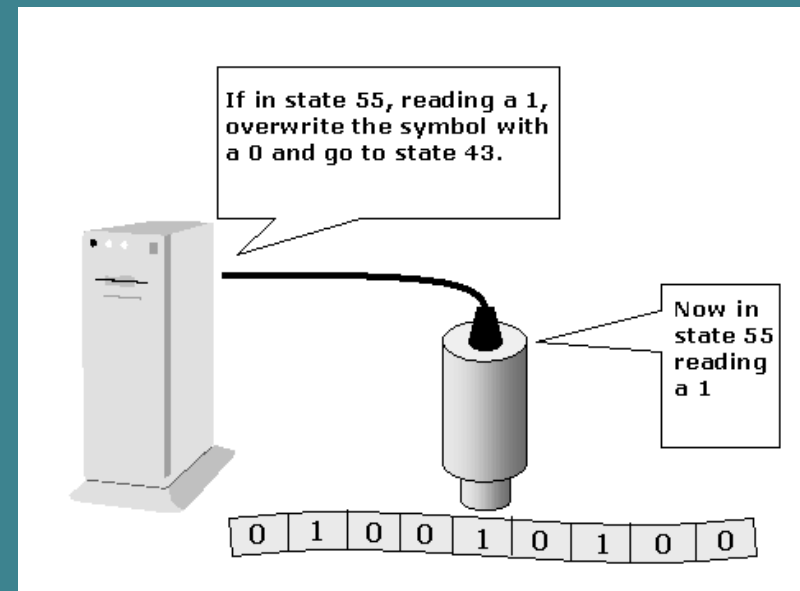 If in state 55, reading a 1,
overwrite the symbol with
a 0 and go to state 43.
Now in
state 55
reading
a 1
0 1 0 0 1 0 1 0 0